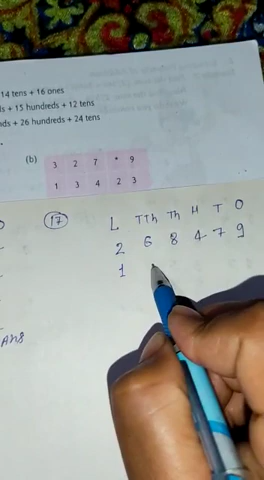 14 tens + 16 ones
s + 15 hundreds + 12 tens
nds + 26 hundreds + 24 tens
(b) 3 2 7 * 9
1 3 4 2 3
17 L TTh Th H T O
2 6 8 4 7 9
1
Ans